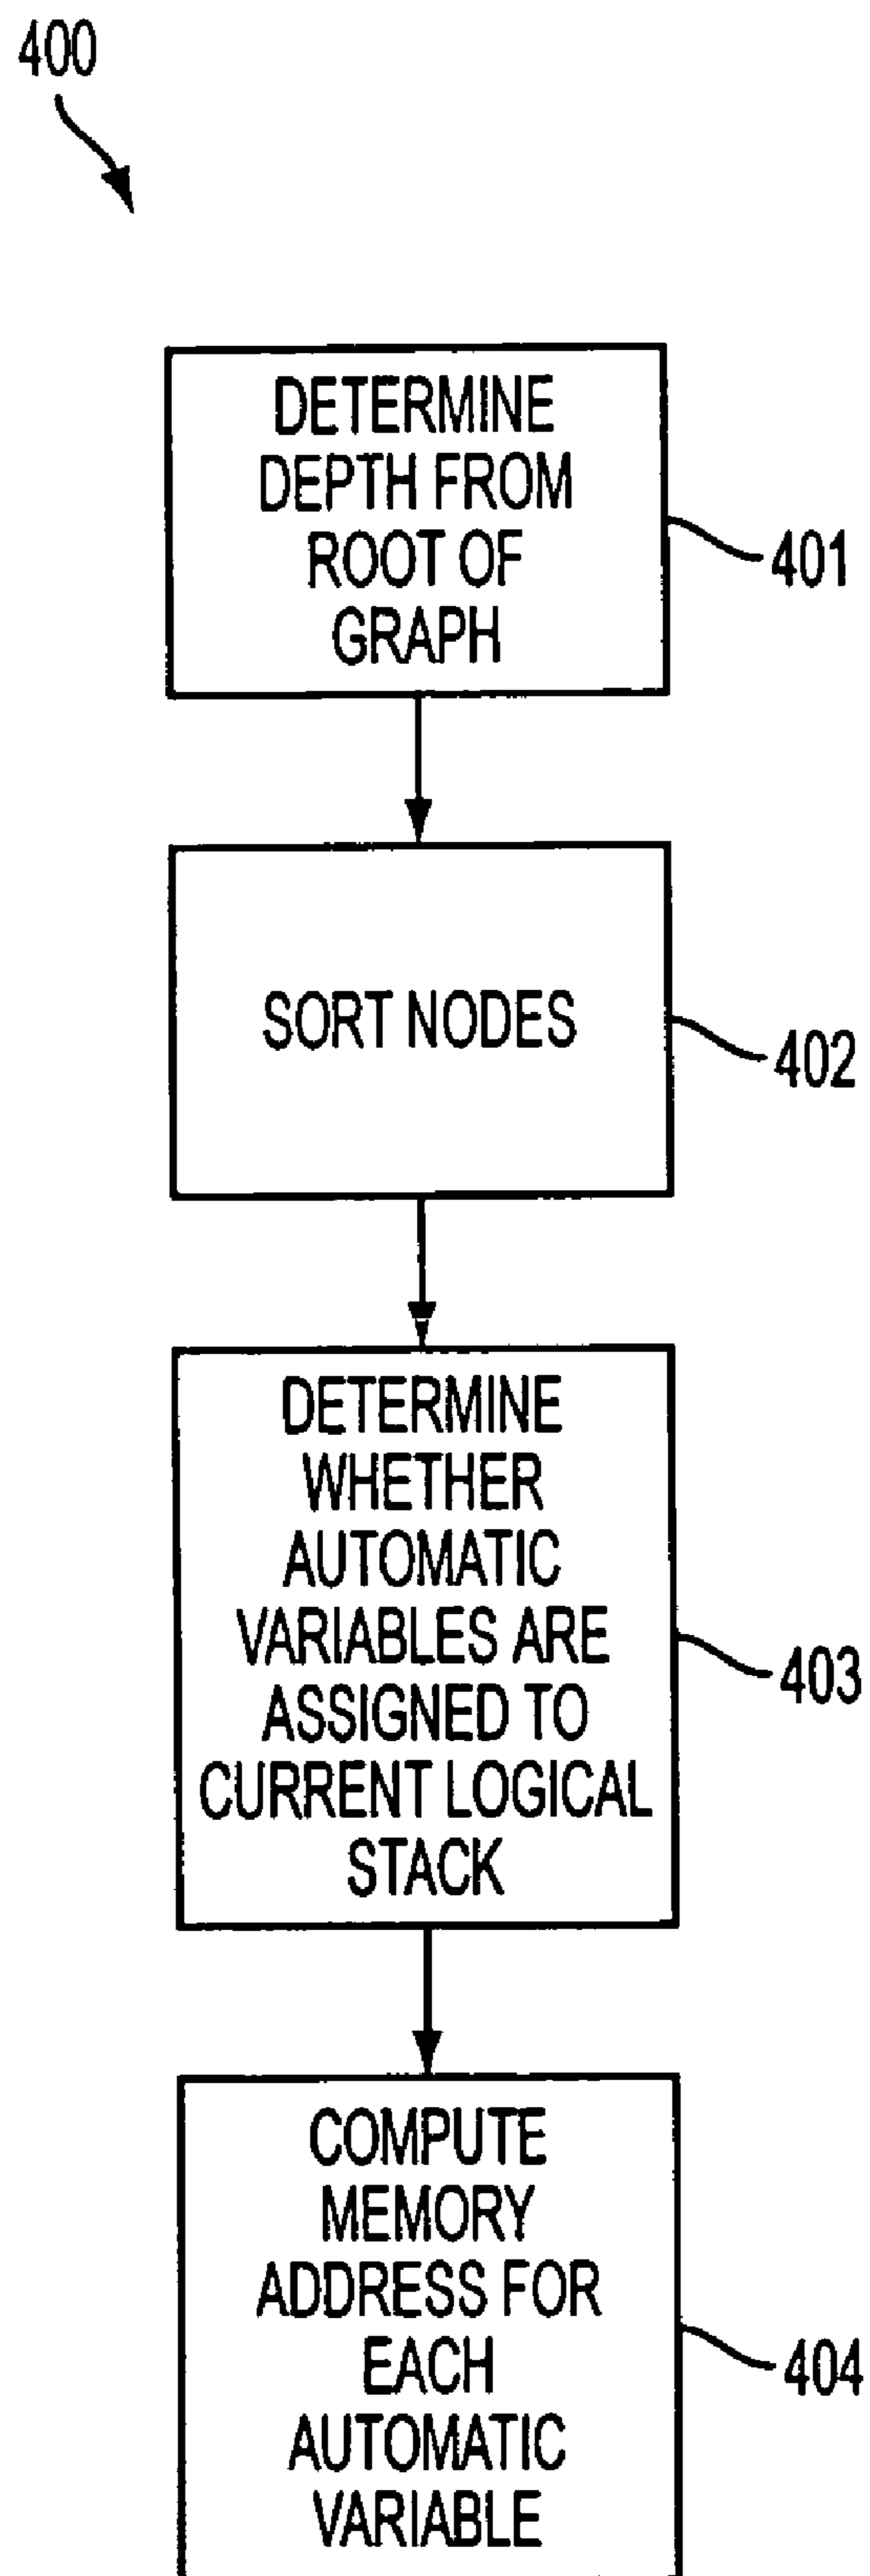 400
DETERMINE
DEPTH FROM
ROOT OF
GRAPH
401
SORT NODES
402
DETERMINE
WHETHER
AUTOMATIC
VARIABLES ARE
ASSIGNED TO
CURRENT LOGICAL
STACK
403
COMPUTE
MEMORY
ADDRESS FOR
EACH
AUTOMATIC
VARIABLE
404